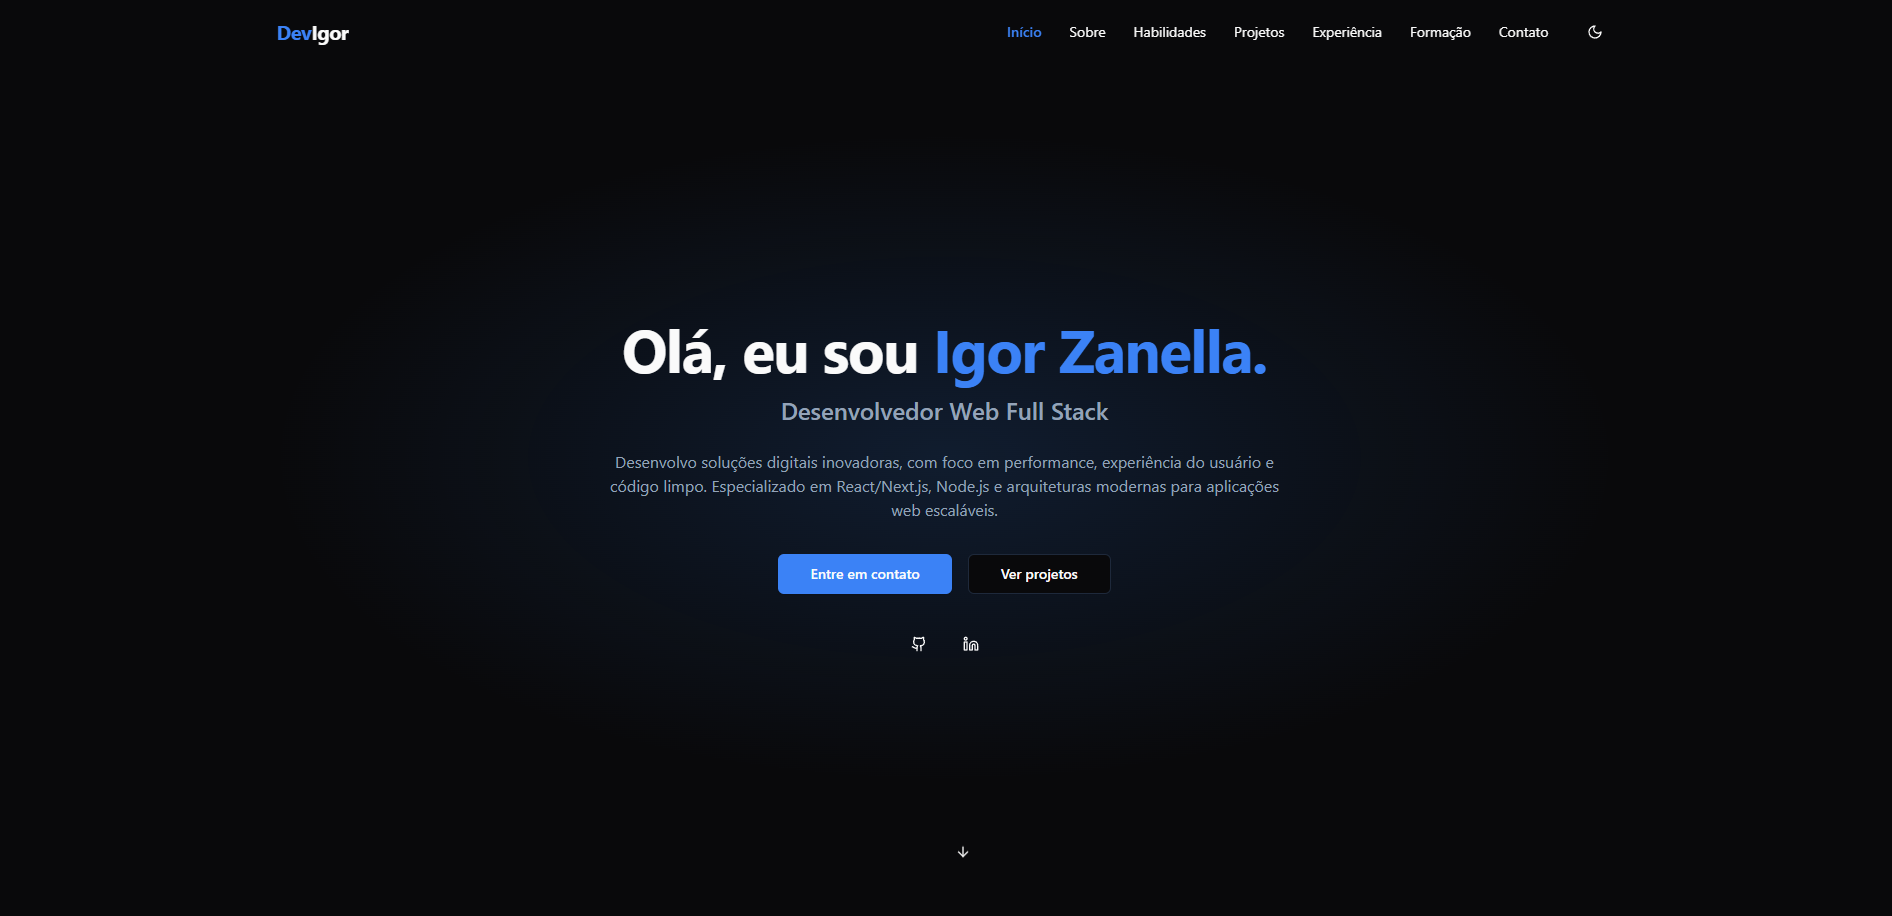 DevIgor
Início Sobre Habilidades Projetos Experiência Formação Contato
Olá, eu sou Igor Zanella.
Desenvolvedor Web Full Stack
Desenvolvo soluções digitais inovadoras, com foco em performance, experiência do usuário e
código limpo. Especializado em React/Next.js, Node.js e arquiteturas modernas para aplicações
web escaláveis.
Entre em contato Ver projetos